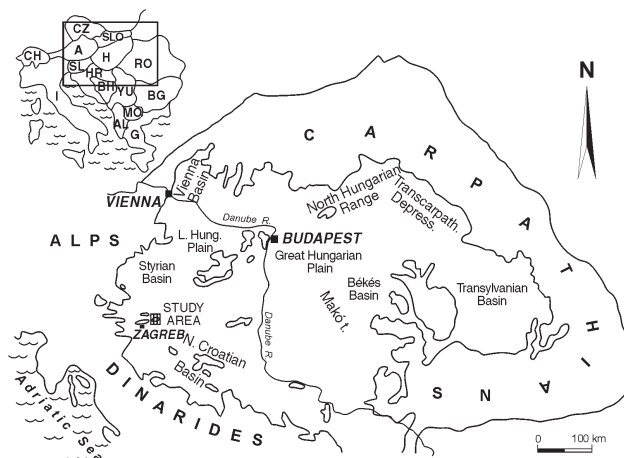 CZ
SLO
CH
A
H
RO
SL
HR
I
BH
YU
BG
MO
AL
G
N
CARPATHIANS
Vienna
Basin
VIENNA
North Hungarian
Range
Transcarpath.
Depress.
Danube R.
ALPS
L. Hung.
Plain
BUDAPEST
Great Hungarian
Plain
Styrian
Basin
Békés
Basin
Transylvanian
Basin
Makó t.
STUDY
AREA
ZAGREB
Danube R.
N. Croatian
Basin
DINARIDES
Adriatic Sea
0 100 km